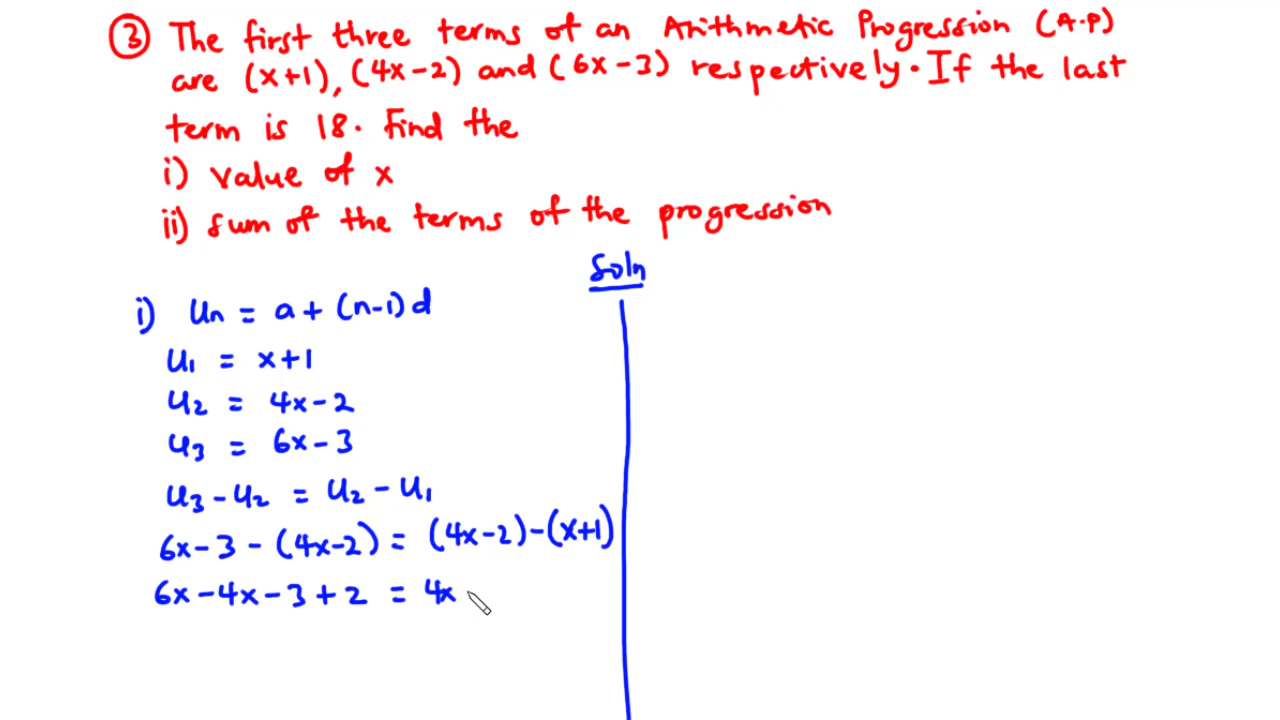 ③ The first three terms of an Arithmetic Progression (A.P)
are (x+1), (4x-2) and (6x-3) respectively. If the last
term is 18. Find the
i) value of x
ii) sum of the terms of the progression
Soln
i) Un = a + (n-1)d
U1 = x+1
U2 = 4x-2
U3 = 6x-3
U3 - U2 = U2 - U1
6x-3 - (4x-2) = (4x-2)-(x+1)
6x-4x-3+2 = 4x